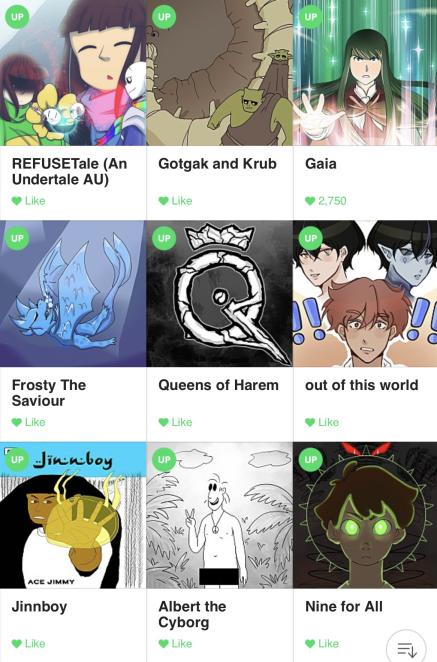 UP
UP
UP
REFUSETale (An
Undertale AU)
Gotgak and Krub
Gaia
Like
Like
2,750
UP
UP
UP
Q
!
!!
Frosty The
Saviour
Queens of Harem
out of this world
Like
Like
Like
UP
UP
UP
Jinnboy
ACE JIMMY
Jinnboy
Albert the
Cyborg
Nine for All
Like
Like
Like